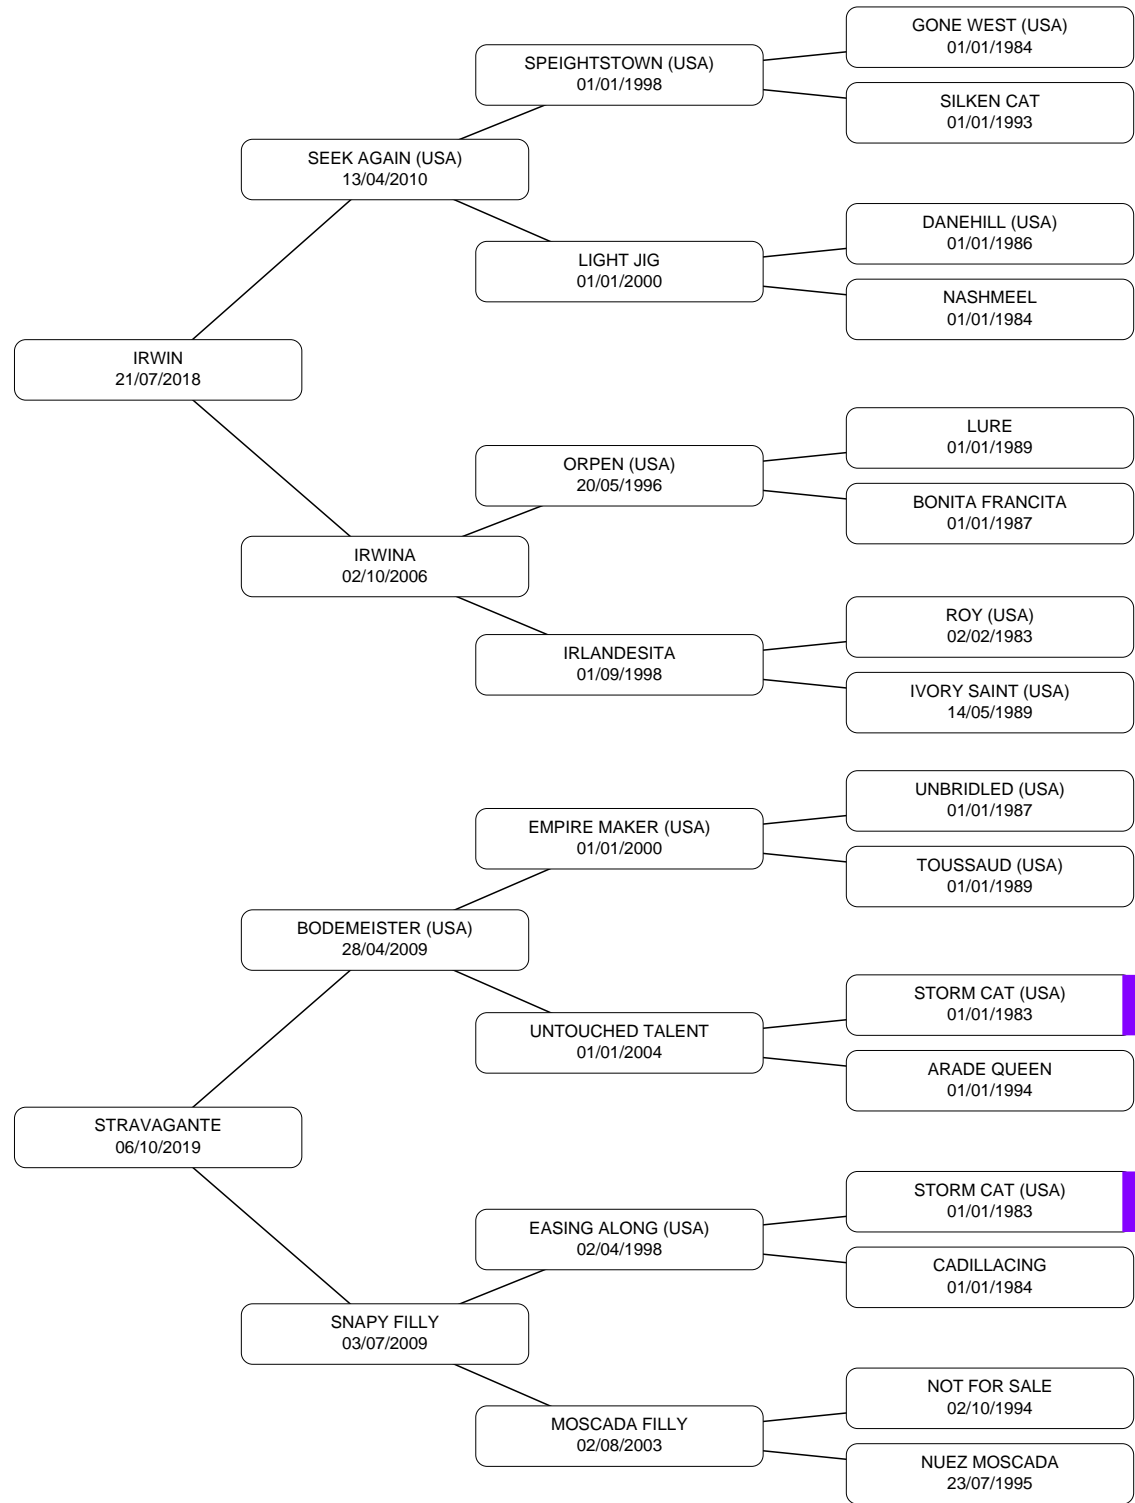 GONE WEST (USA)
01/01/1984
SPEIGHTSTOWN (USA)
01/01/1998
SILKEN CAT
01/01/1993
SEEK AGAIN (USA)
13/04/2010
DANEHILL (USA)
01/01/1986
LIGHT JIG
01/01/2000
NASHMEEL
01/01/1984
IRWIN
21/07/2018
LURE
01/01/1989
ORPEN (USA)
20/05/1996
BONITA FRANCITA
01/01/1987
IRWINA
02/10/2006
ROY (USA)
02/02/1983
IRLANDESITA
01/09/1998
IVORY SAINT (USA)
14/05/1989
UNBRIDLED (USA)
01/01/1987
EMPIRE MAKER (USA)
01/01/2000
TOUSSAUD (USA)
01/01/1989
BODEMEISTER (USA)
28/04/2009
STORM CAT (USA)
01/01/1983
UNTOUCHED TALENT
01/01/2004
ARADE QUEEN
01/01/1994
STRAVAGANTE
06/10/2019
STORM CAT (USA)
01/01/1983
EASING ALONG (USA)
02/04/1998
CADILLACING
01/01/1984
SNAPY FILLY
03/07/2009
NOT FOR SALE
02/10/1994
MOSCADA FILLY
02/08/2003
NUEZ MOSCADA
23/07/1995